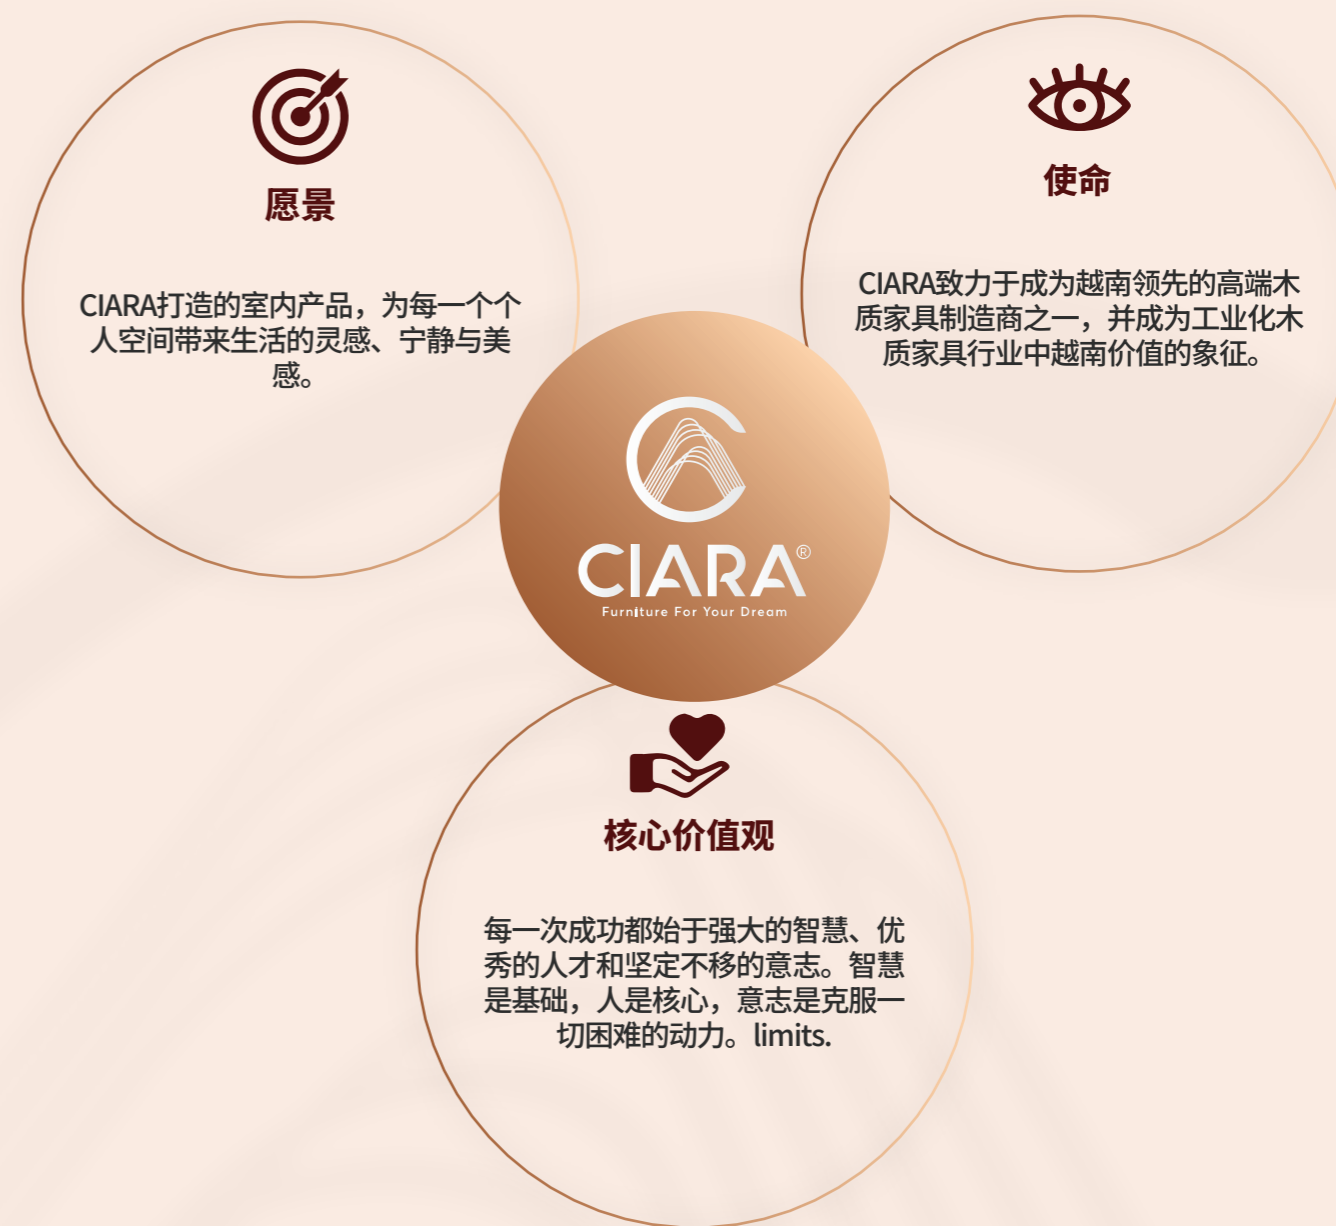 愿景
CIARA打造的室内产品，为每一个个
人空间带来生活的灵感、宁静与美
感。
使命
CIARA致力于成为越南领先的高端木
质家具制造商之一，并成为工业化木
质家具行业中越南价值的象征。
CIARA®
Furniture For Your Dream
核心价值观
每一次成功都始于强大的智慧、优
秀的人才和坚定不移的意志。智慧
是基础，人是核心，意志是克服一
切困难的动力。limits.